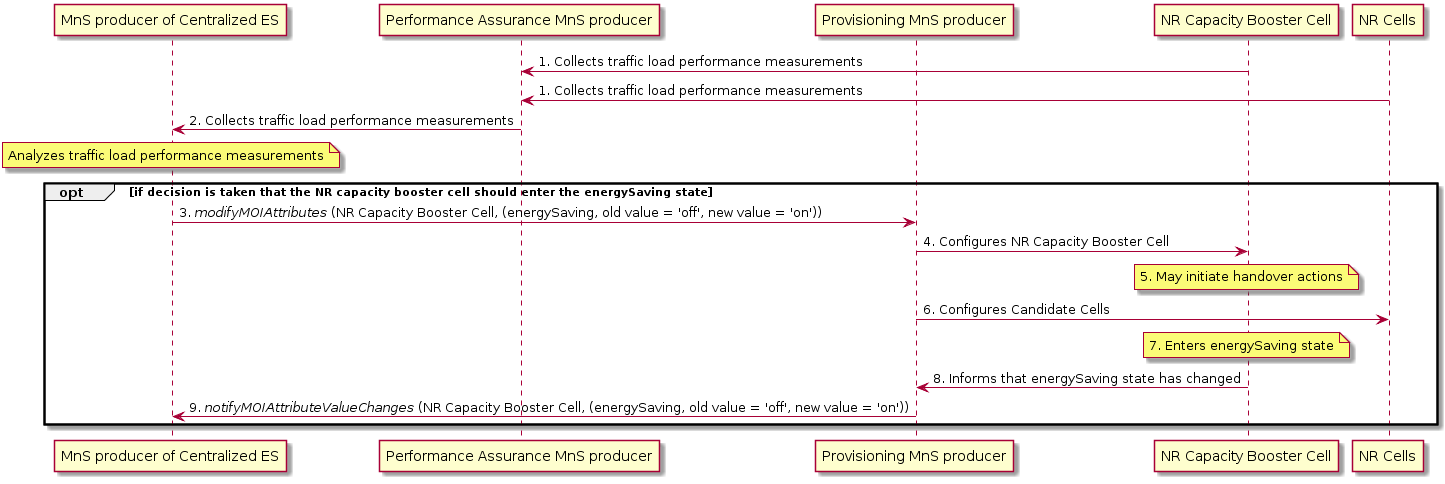 MnS producer of Centralized ES
Performance Assurance MnS producer
Provisioning MnS producer
NR Capacity Booster Cell
NR Cells
1. Collects traffic load performance measurements
1. Collects traffic load performance measurements
2. Collects traffic load performance measurements
Analyzes traffic load performance measurements
opt
[if decision is taken that the NR capacity booster cell should enter the energySaving state]
3. modifyMOIAttributes (NR Capacity Booster Cell, (energySaving, old value = 'off', new value = 'on'))
4. Configures NR Capacity Booster Cell
5. May initiate handover actions
6. Configures Candidate Cells
7. Enters energySaving state
8. Informs that energySaving state has changed
9. notifyMOIAttributeValueChanges (NR Capacity Booster Cell, (energySaving, old value = 'off', new value = 'on'))
MnS producer of Centralized ES
Performance Assurance MnS producer
Provisioning MnS producer
NR Capacity Booster Cell
NR Cells